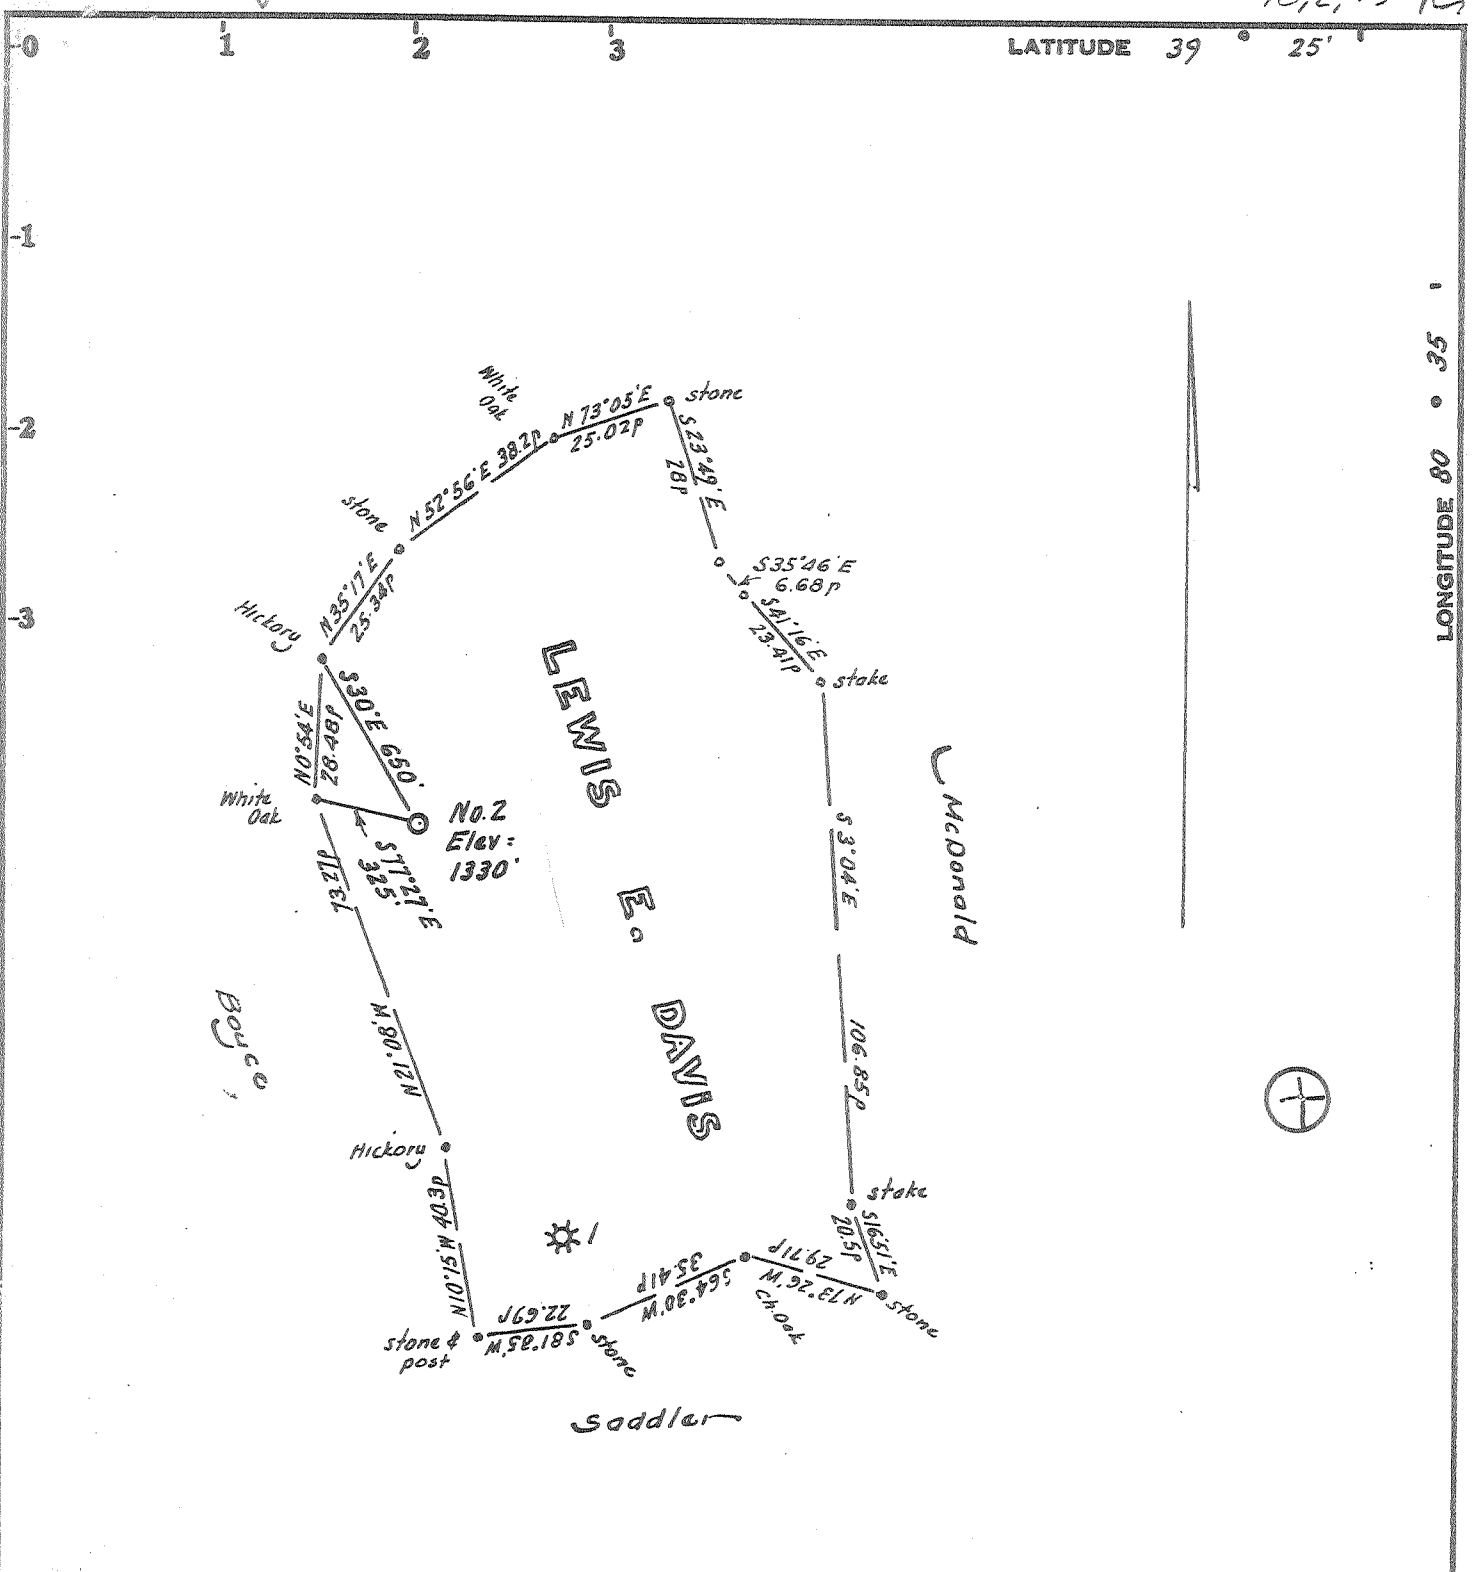 -0
1
2
3
LATITUDE 39 25'
-1
-2
-3
LONGITUDE 80 • 35 '
White
Oak
N 73°05'E
25.02P
stone
S 23°49'E
28P
N 52°56'E 38.2P
stone
S35°46'E
6.68P
N 35°17'E
25.34P
S41°16'E
23.41P
Hickory
stake
S30°E 650'
N0°54'E
28.48P
White
Oak
No.2
Elev =
1330'
S77°27'E
325'
LEWIS E. DAVIS
McDonald
S 3°04'E
106.85P
73.27P
N21°08'W
Boyce
Hickory
N10°15'W 40.3P
1
stake
S16°51'E
20.5P
29.71P
N73°26'W
stone
Ch.Oak
35.41P
S64°30'W
stone
22.69P
S81°35'W
stone &
post
Saddler